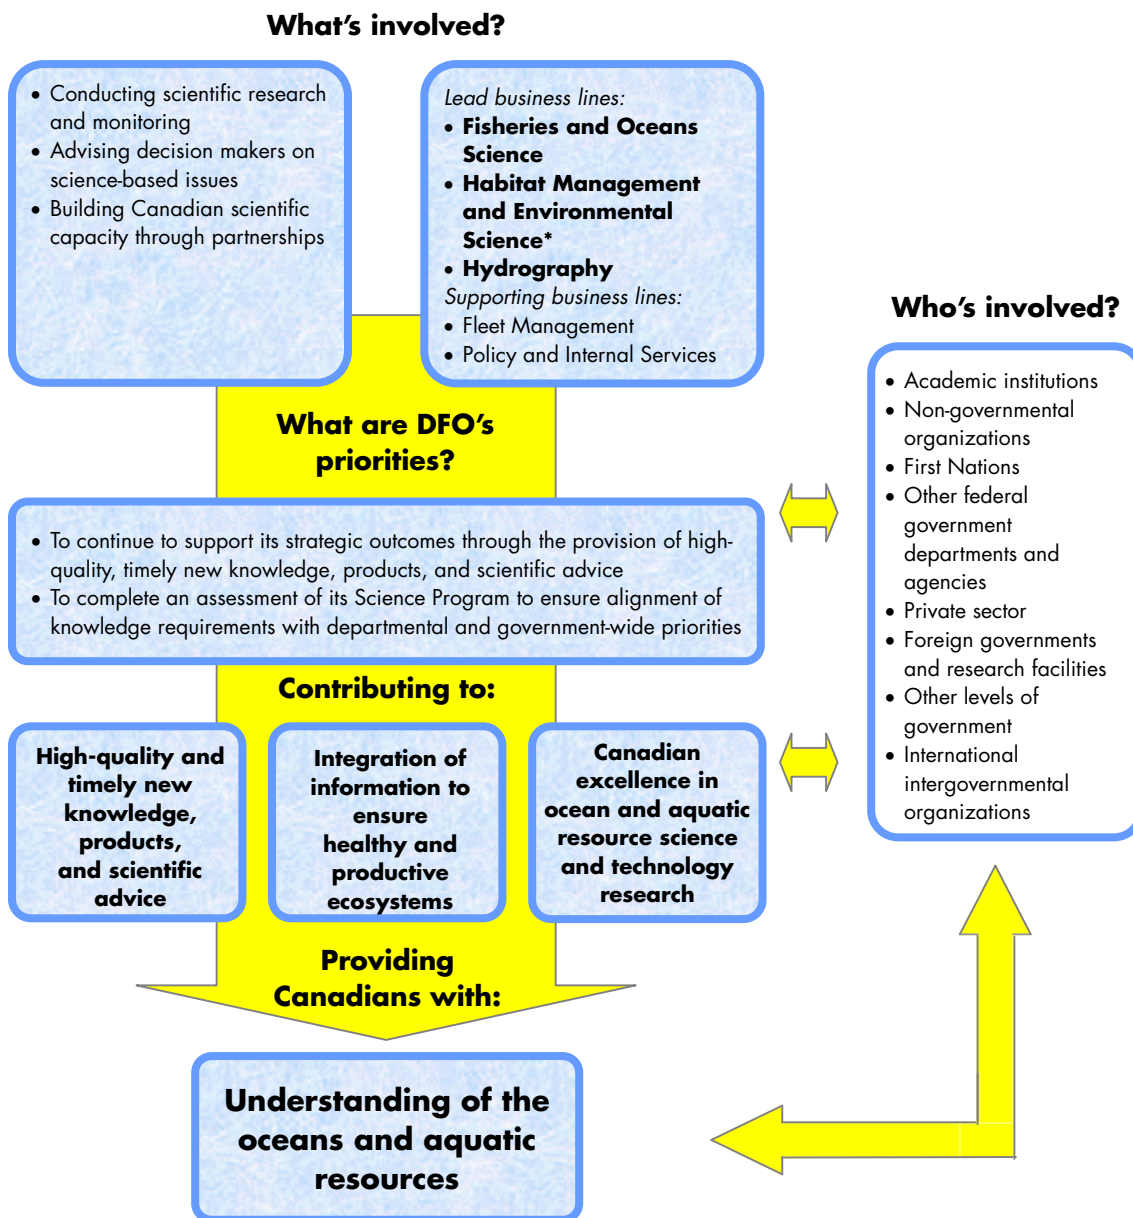 What's involved?
• Conducting scientific research
and monitoring
• Advising decision makers on
science-based issues
• Building Canadian scientific
capacity through partnerships
Lead business lines:
• Fisheries and Oceans
Science
• Habitat Management
and Environmental
Science*
• Hydrography
Supporting business lines:
• Fleet Management
• Policy and Internal Services
Who's involved?
• Academic institutions
• Non-governmental
organizations
• First Nations
• Other federal
government
departments and
agencies
• Private sector
• Foreign governments
and research facilities
• Other levels of
government
• International
intergovernmental
organizations
What are DFO's
priorities?
• To continue to support its strategic outcomes through the provision of high-
quality, timely new knowledge, products, and scientific advice
• To complete an assessment of its Science Program to ensure alignment of
knowledge requirements with departmental and government-wide priorities
Contributing to:
High-quality and
timely new
knowledge,
products,
and scientific
advice
Integration of
information to
ensure
healthy and
productive
ecosystems
Canadian
excellence in
ocean and aquatic
resource science
and technology
research
Providing
Canadians with:
Understanding of the
oceans and aquatic
resources